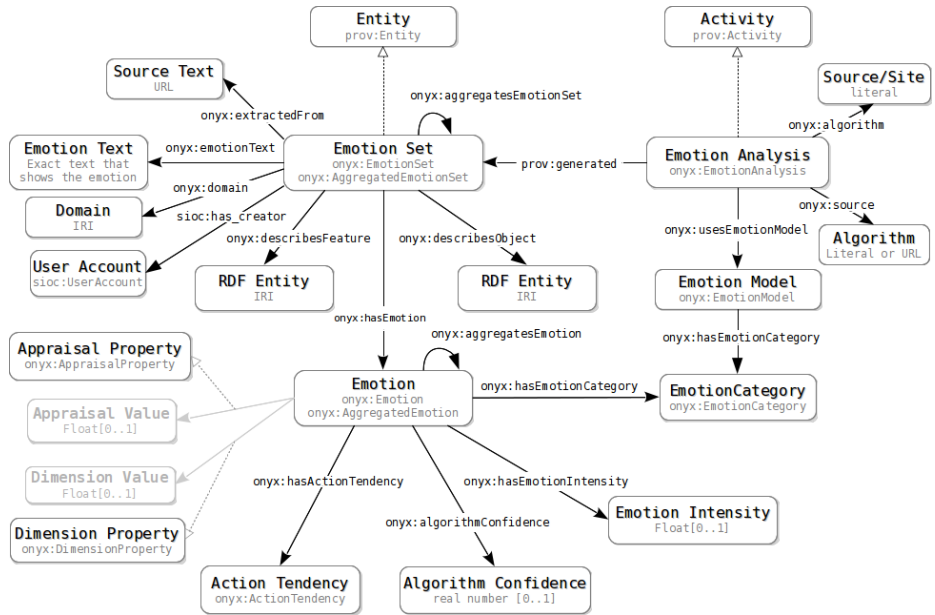 Entity
prov:Entity
Activity
prov:Activity
Source Text
URL
onyx:aggregatesEmotionSet
Source/Site
literal
onyx:extractedFrom
onyx:algorithm
Emotion Text
Exact text that
shows the emotion
onyx:emotionText
Emotion Set
onyx:EmotionSet
onyx:AggregatedEmotionSet
prov:generated
Emotion Analysis
onyx:EmotionAnalysis
onyx:domain
Domain
IRI
sioc:has_creator
onyx:source
onyx:usesEmotionModel
onyx:describesFeature
onyx:describesObject
Algorithm
Literal or URL
User Account
sioc:UserAccount
RDF Entity
IRI
RDF Entity
IRI
Emotion Model
onyx:EmotionModel
onyx:hasEmotion
onyx:aggregatesEmotion
onyx:hasEmotionCategory
Appraisal Property
onyx:AppraisalProperty
Emotion
onyx:Emotion
onyx:AggregatedEmotion
onyx:hasEmotionCategory
EmotionCategory
onyx:EmotionCategory
Appraisal Value
Float[0..1]
Dimension Value
Float[0..1]
onyx:hasActionTendency
onyx:hasEmotionIntensity
Emotion Intensity
Float[0..1]
onyx:algorithmConfidence
Dimension Property
onyx:DimensionProperty
Action Tendency
onyx:ActionTendency
Algorithm Confidence
real number [0..1]